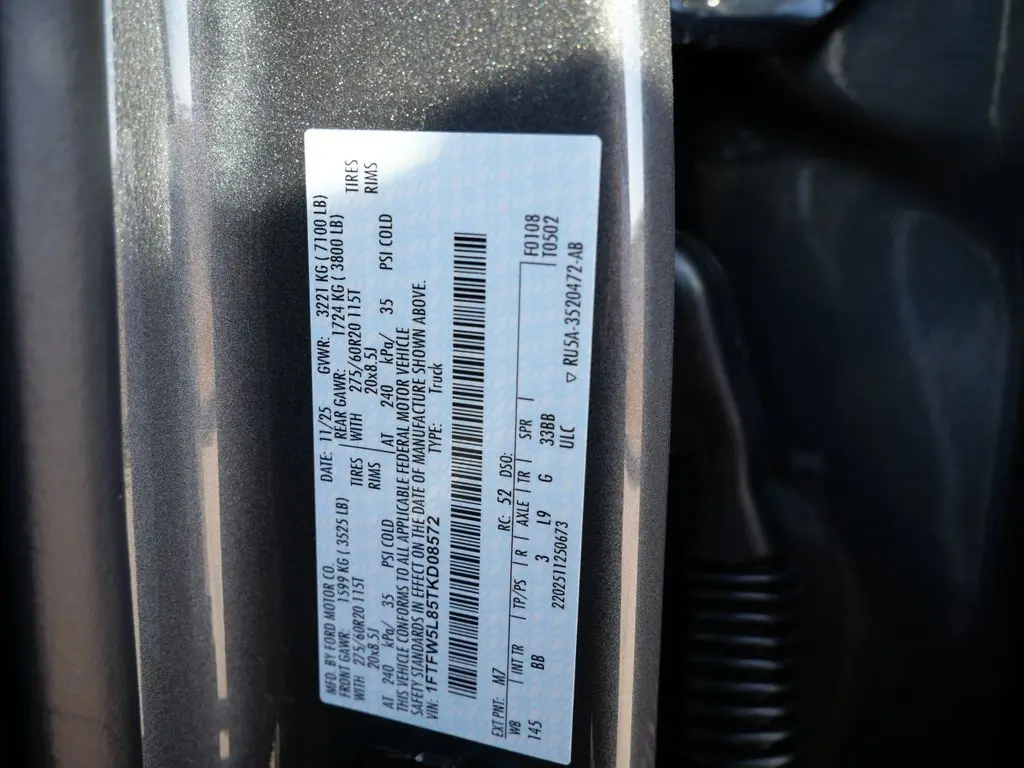 MFD. BY FORD MOTOR CO. DATE: 11/25 GVWR: 3221 KG ( 7100 LB)
FRONT GAWR: 1599 KG ( 3525 LB) REAR GAWR: 1724 KG ( 3800 LB)
WITH 275/60R20 115T TIRES WITH 275/60R20 115T TIRES
20x8.5J RIMS 20x8.5J RIMS
AT 240 kPa/ 35 PSI COLD AT 240 kPa/ 35 PSI COLD
THIS VEHICLE CONFORMS TO ALL APPLICABLE FEDERAL MOTOR VEHICLE
SAFETY STANDARDS IN EFFECT ON THE DATE OF MANUFACTURE SHOWN ABOVE.
VIN: 1FTFW5L85TKD08572 TYPE: Truck
EXT PNT: M7 RC: 52 DSO: F0108
WB INT TR TP/PS R AXLE TR SPR T0502
145 BB 3 L9 G 33BB
2202511250673 ULC ▽ RU5A-3520472-AB